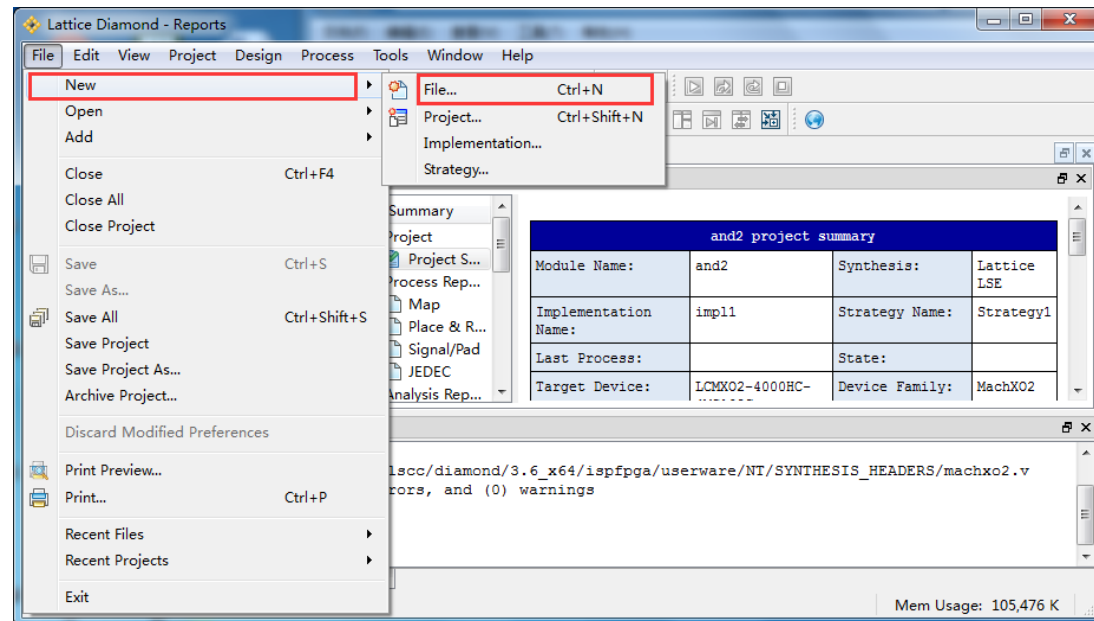 Lattice Diamond - Reports
File Edit View Project Design Process Tools Window Help
New
Open
Add
Close Ctrl+F4
Close All
Close Project
Save Ctrl+S
Save As...
Save All Ctrl+Shift+S
Save Project
Save Project As...
Archive Project...
Discard Modified Preferences
Print Preview...
Print... Ctrl+P
Recent Files
Recent Projects
Exit
File... Ctrl+N
Project... Ctrl+Shift+N
Implementation...
Strategy...
Summary
Project
Project S...
Process Rep...
Map
Place & R...
Signal/Pad
JEDEC
Analysis Rep...
and2 project summary
Module Name: and2 Synthesis: Lattice
LSE
Implementation impl1 Strategy Name: Strategy1
Name:
Last Process: State:
Target Device: LCMXO2-4000HC- Device Family: MachXO2
lscc/diamond/3.6_x64/ispfpga/userware/NT/SYNTHESIS_HEADERS/machxo2.v
rors, and (0) warnings
Mem Usage: 105,476 K